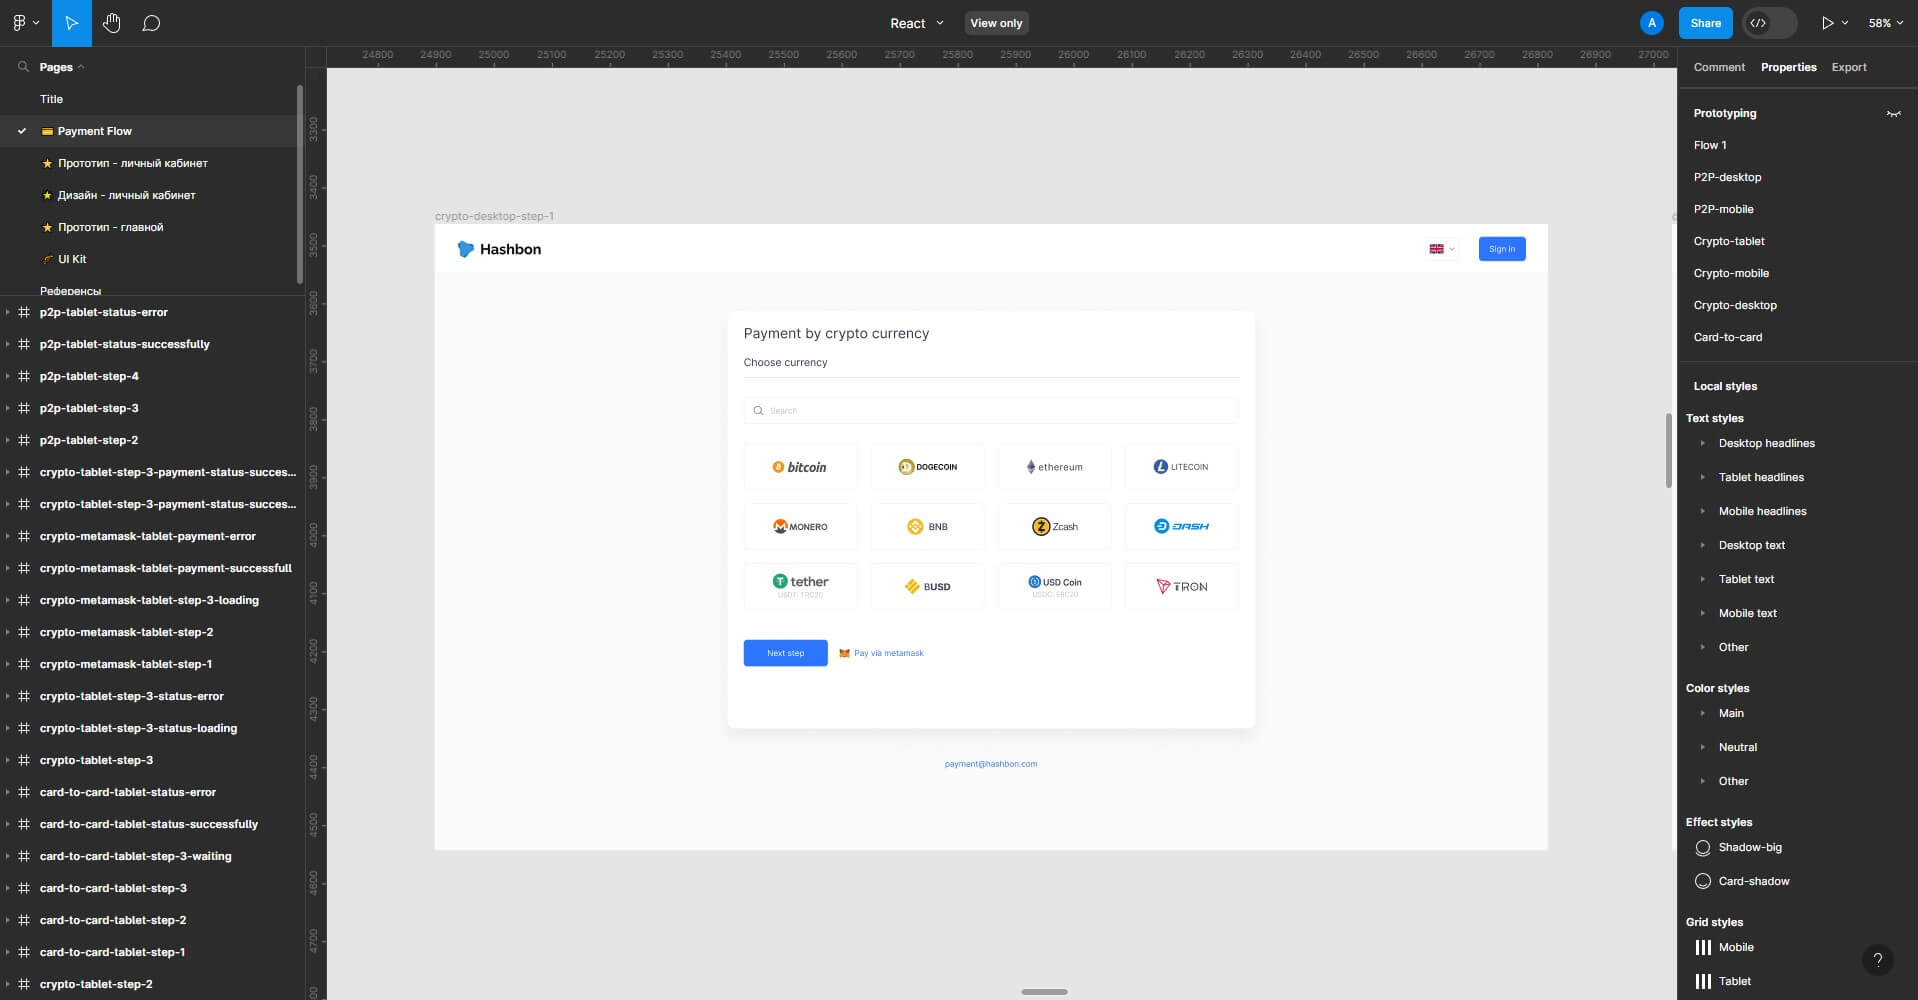 React
View only
A
Share
58%
Pages
Title
Payment Flow
Прототип - личный кабинет
Дизайн - личный кабинет
Прототип - главной
UI Kit
Референсы
p2p-tablet-status-error
p2p-tablet-status-successfully
p2p-tablet-step-4
p2p-tablet-step-3
p2p-tablet-step-2
crypto-tablet-step-3-payment-status-succes...
crypto-tablet-step-3-payment-status-succes...
crypto-metamask-tablet-payment-error
crypto-metamask-tablet-payment-successfull
crypto-metamask-tablet-step-3-loading
crypto-metamask-tablet-step-2
crypto-metamask-tablet-step-1
crypto-tablet-step-3-status-error
crypto-tablet-step-3-status-loading
crypto-tablet-step-3
card-to-card-tablet-status-error
card-to-card-tablet-status-successfully
card-to-card-tablet-step-3-waiting
card-to-card-tablet-step-3
card-to-card-tablet-step-2
card-to-card-tablet-step-1
crypto-tablet-step-2
24800 24900 25000 25100 25200 25300 25400 25500 25600 25700 25800 25900 26000 26100 26200 26300 26400 26500 26600 26700 26800 26900 27000
3300
3400
3500
3600
3700
3800
3900
4000
4100
4200
4300
4400
4500
4600
4700
crypto-desktop-step-1
Hashbon
Sign in
Payment by crypto currency
Choose currency
Search
bitcoin
DOGECOIN
ethereum
LITECOIN
MONERO
BNB
Zcash
DASH
tether
USDT: TRC20
BUSD
USD Coin
USDC: ERC20
TRON
Next step
Pay via metamask
payment@hashbon.com
Comment
Properties
Export
Prototyping
Flow 1
P2P-desktop
P2P-mobile
Crypto-tablet
Crypto-mobile
Crypto-desktop
Card-to-card
Local styles
Text styles
Desktop headlines
Tablet headlines
Mobile headlines
Desktop text
Tablet text
Mobile text
Other
Color styles
Main
Neutral
Other
Effect styles
Shadow-big
Card-shadow
Grid styles
Mobile
Tablet
?